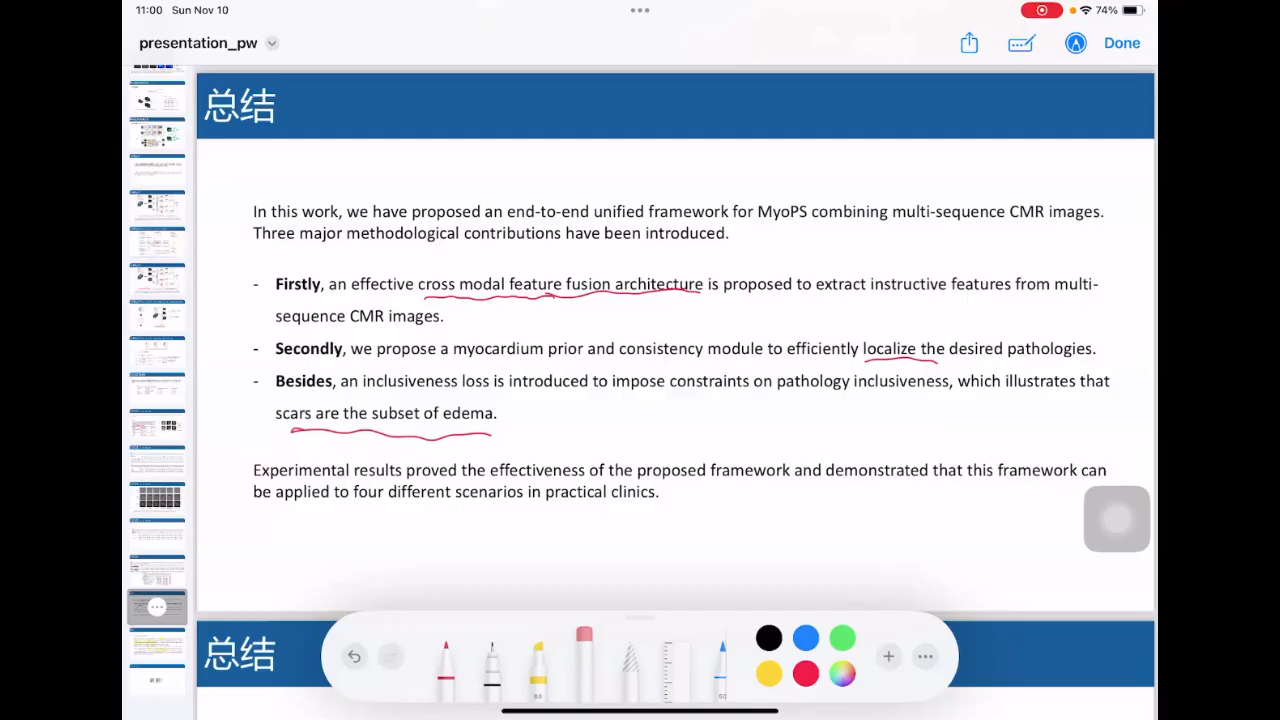 11:00 Sun Nov 10
74%
presentation_pw
Done
总结
In this work, we have proposed an end-to-end unified framework for MyoPS combining multi-sequence CMR images.
Three major methodological contributions have been introduced.
- Firstly, an effective cross modal feature fusion architecture is proposed to extract instructive features from multi-
sequence CMR images.
- Secondly, we propose a myocardium prior and consistency module to efficiently localize the desired pathologies.
- Besides, an inclusiveness loss is introduced to impose constraints on pathology inclusiveness, which illustrates that
scars are the subset of edema.
Experimental results proved the effectiveness of the proposed framework and demonstrated that this framework can
be applied to four different scenarios in practical clinics.
总结